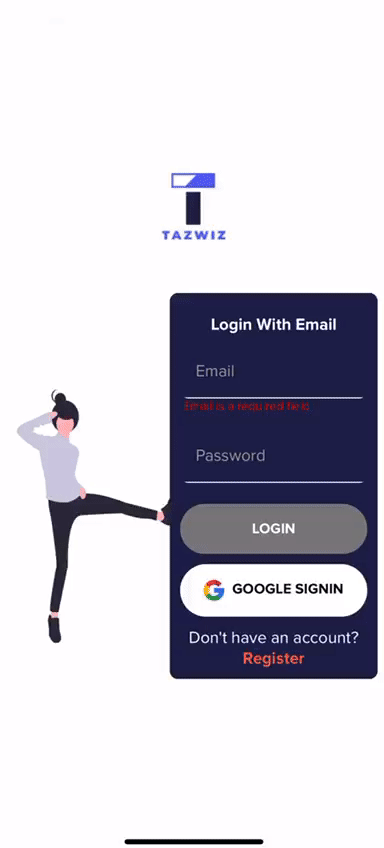 TAZWIZ
Login With Email
Email
Email is a required field
Password
LOGIN
GOOGLE SIGNIN
Don't have an account?
Register